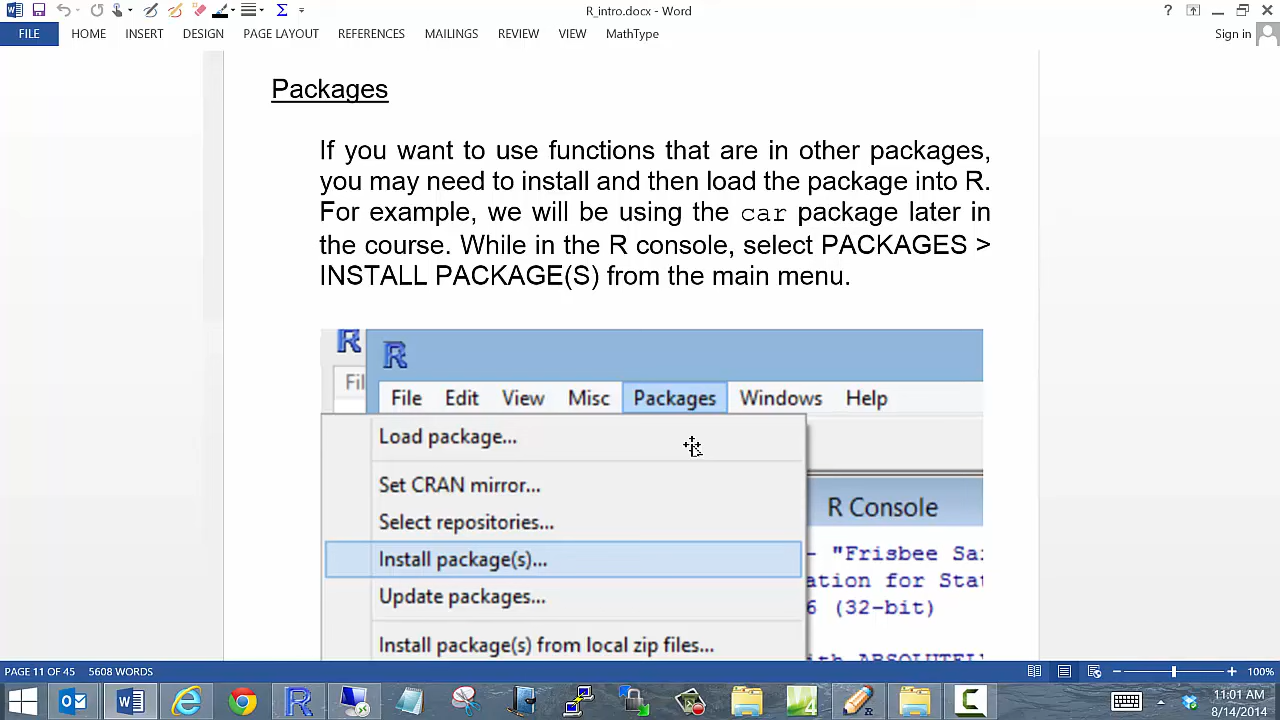 R_intro.docx - Word
?
FILE HOME INSERT DESIGN PAGE LAYOUT REFERENCES MAILINGS REVIEW VIEW MathType Sign in
Packages
If you want to use functions that are in other packages,
you may need to install and then load the package into R.
For example, we will be using the car package later in
the course. While in the R console, select PACKAGES >
INSTALL PACKAGE(S) from the main menu.
Fil
File Edit View Misc Packages Windows Help
Load package...
Set CRAN mirror...
Select repositories...
R Console
Install package(s)...
- "Frisbee Sai
ation for Stat
Update packages...
6 (32-bit)
Install package(s) from local zip files...
PAGE 11 OF 45 5608 WORDS 100%
11:01 AM
8/14/2014